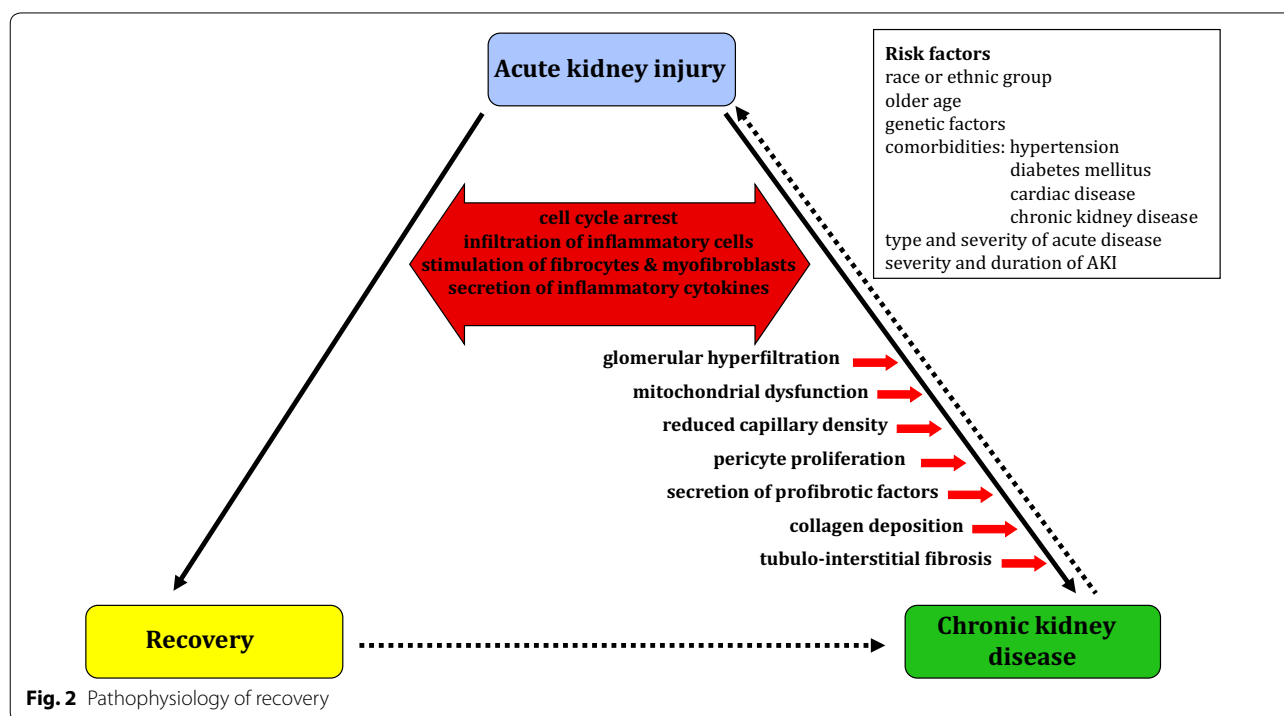 Acute kidney injury
Risk factors
race or ethnic group
older age
genetic factors
comorbidities: hypertension
diabetes mellitus
cardiac disease
chronic kidney disease
type and severity of acute disease
severity and duration of AKI
cell cycle arrest
infiltration of inflammatory cells
stimulation of fibrocytes & myofibroblasts
secretion of inflammatory cytokines
glomerular hyperfiltration
mitochondrial dysfunction
reduced capillary density
pericyte proliferation
secretion of profibrotic factors
collagen deposition
tubulo-interstitial fibrosis
Recovery
Chronic kidney
disease
Fig. 2 Pathophysiology of recovery